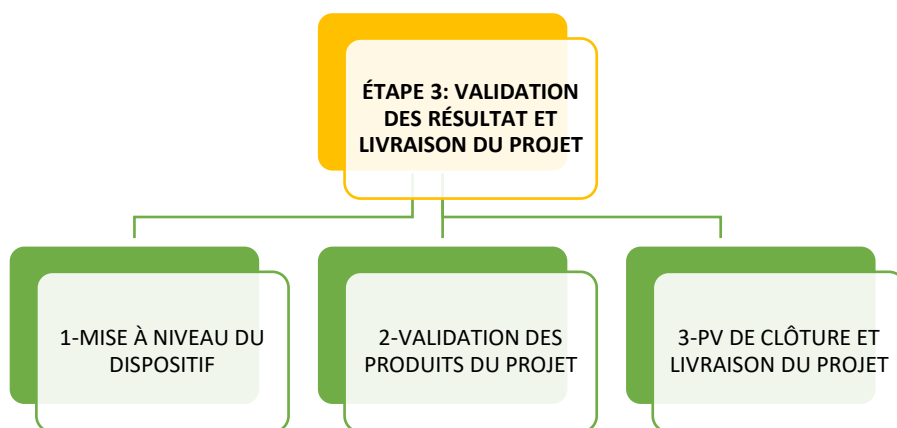 ÉTAPE 3: VALIDATION
DES RÉSULTAT ET
LIVRAISON DU PROJET
1-MISE À NIVEAU DU
DISPOSITIF
2-VALIDATION DES
PRODUITS DU PROJET
3-PV DE CLÔTURE ET
LIVRAISON DU PROJET